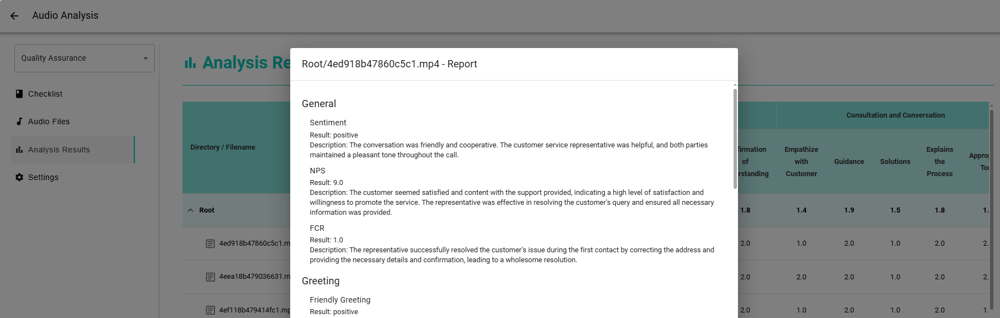 Audio Analysis
Quality Assurance
Checklist
Audio Files
Analysis Results
Settings
Analysis Re
Directory / Filename
Consultation and Conversation
firmation
of
rstanding
Empathize
with
Customer
Guidance
Solutions
Explains
the
Process
Approp
To
Root
1.8 1.4 1.9 1.5 1.8 1.
4ed918b47860c5c1.m
2.0 1.0 2.0 1.0 2.0 2.
4eea18b479036631.m
2.0 2.0 2.0 1.0 2.0 2.
4ef118b479414fc1.mp
2.0 1.0 2.0 1.0 2.0 1.
Root/4ed918b47860c5c1.mp4 - Report
General
Sentiment
Result: positive
Description: The conversation was friendly and cooperative. The customer service representative was helpful, and both parties
maintained a pleasant tone throughout the call.
NPS
Result: 9.0
Description: The customer seemed satisfied and content with the support provided, indicating a high level of satisfaction and
willingness to promote the service. The representative was effective in resolving the customer's query and ensured all necessary
information was provided.
FCR
Result: 1.0
Description: The representative successfully resolved the customer’s issue during the first contact by correcting the address and
providing the necessary details and confirmation, leading to a wholesome resolution.
Greeting
Friendly Greeting
Result: positive